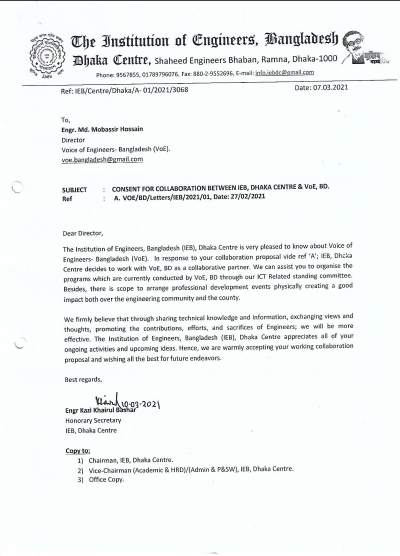 The Institution of Engineers, Bangladesh
Dhaka Centre, Shaheed Engineers Bhaban, Ramna, Dhaka-1000
Phone: 9567855, 01789796076, Fax: 880-2-9552696, E-mail: info.iebdc@gmail.com
Ref: IEB/Centre/Dhaka/A- 01/2021/3068
Date: 07.03.2021
To,
Engr. Md. Mobassir Hossain
Director
Voice of Engineers- Bangladesh (VoE).
voe.bangladesh@gmail.com
SUBJECT : CONSENT FOR COLLABORATION BETWEEN IEB, DHAKA CENTRE & VoE, BD.
Ref : A. VOE/BD/Letters/IEB/2021/01, Date: 27/02/2021
Dear Director,
The Institution of Engineers, Bangladesh (IEB), Dhaka Centre is very pleased to know about Voice of
Engineers- Bangladesh (VoE). In response to your collaboration proposal vide ref 'A'; IEB, Dhaka
Centre decides to work with VoE, BD as a collaborative partner. We can assist you to organise the
programs which are currently conducted by VoE, BD through our ICT Related standing committee.
Besides, there is scope to arrange professional development events physically creating a good
impact both over the engineering community and the county.
We firmly believe that through sharing technical knowledge and information, exchanging views and
thoughts, promoting the contributions, efforts, and sacrifices of Engineers; we will be more
effective. The Institution of Engineers, Bangladesh (IEB), Dhaka Centre appreciates all of your
ongoing activities and upcoming ideas. Hence, we are warmly accepting your working collaboration
proposal and wishing all the best for future endeavors.
Best regards,
10-03-2021
Engr Kazi Khairul Bashar
Honorary Secretary
IEB, Dhaka Centre
Copy to:
1) Chairman, IEB, Dhaka Centre.
2) Vice-Chairman (Academic & HRD)/(Admin & P&SW), IEB, Dhaka Centre.
3) Office Copy.